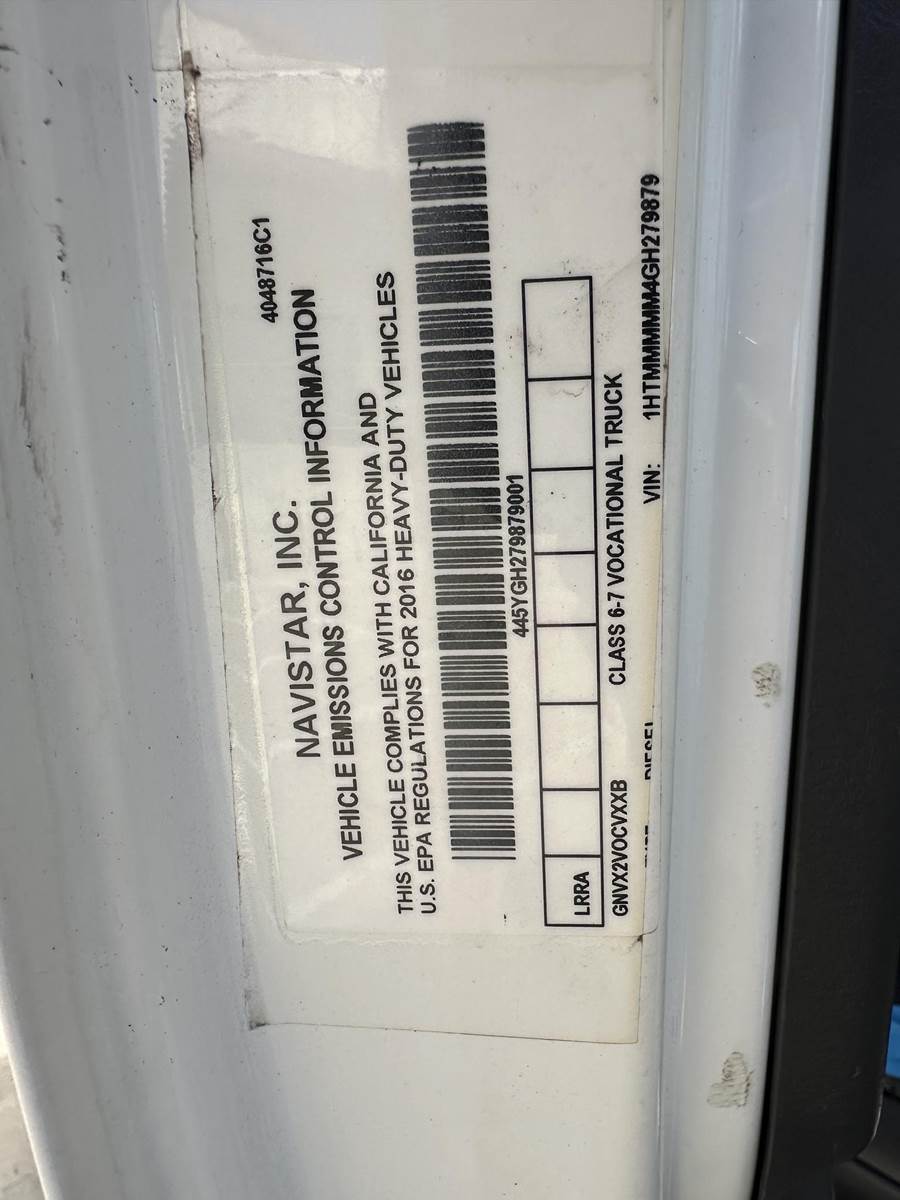 4048716C1
NAVISTAR, INC.
VEHICLE EMISSIONS CONTROL INFORMATION
THIS VEHICLE COMPLIES WITH CALIFORNIA AND
U.S. EPA REGULATIONS FOR 2016 HEAVY-DUTY VEHICLES
445YGH279879001
LRRA
GNVX2VOCVXXB CLASS 6-7 VOCATIONAL TRUCK
VIN: 1HTMMMMM4GH279879